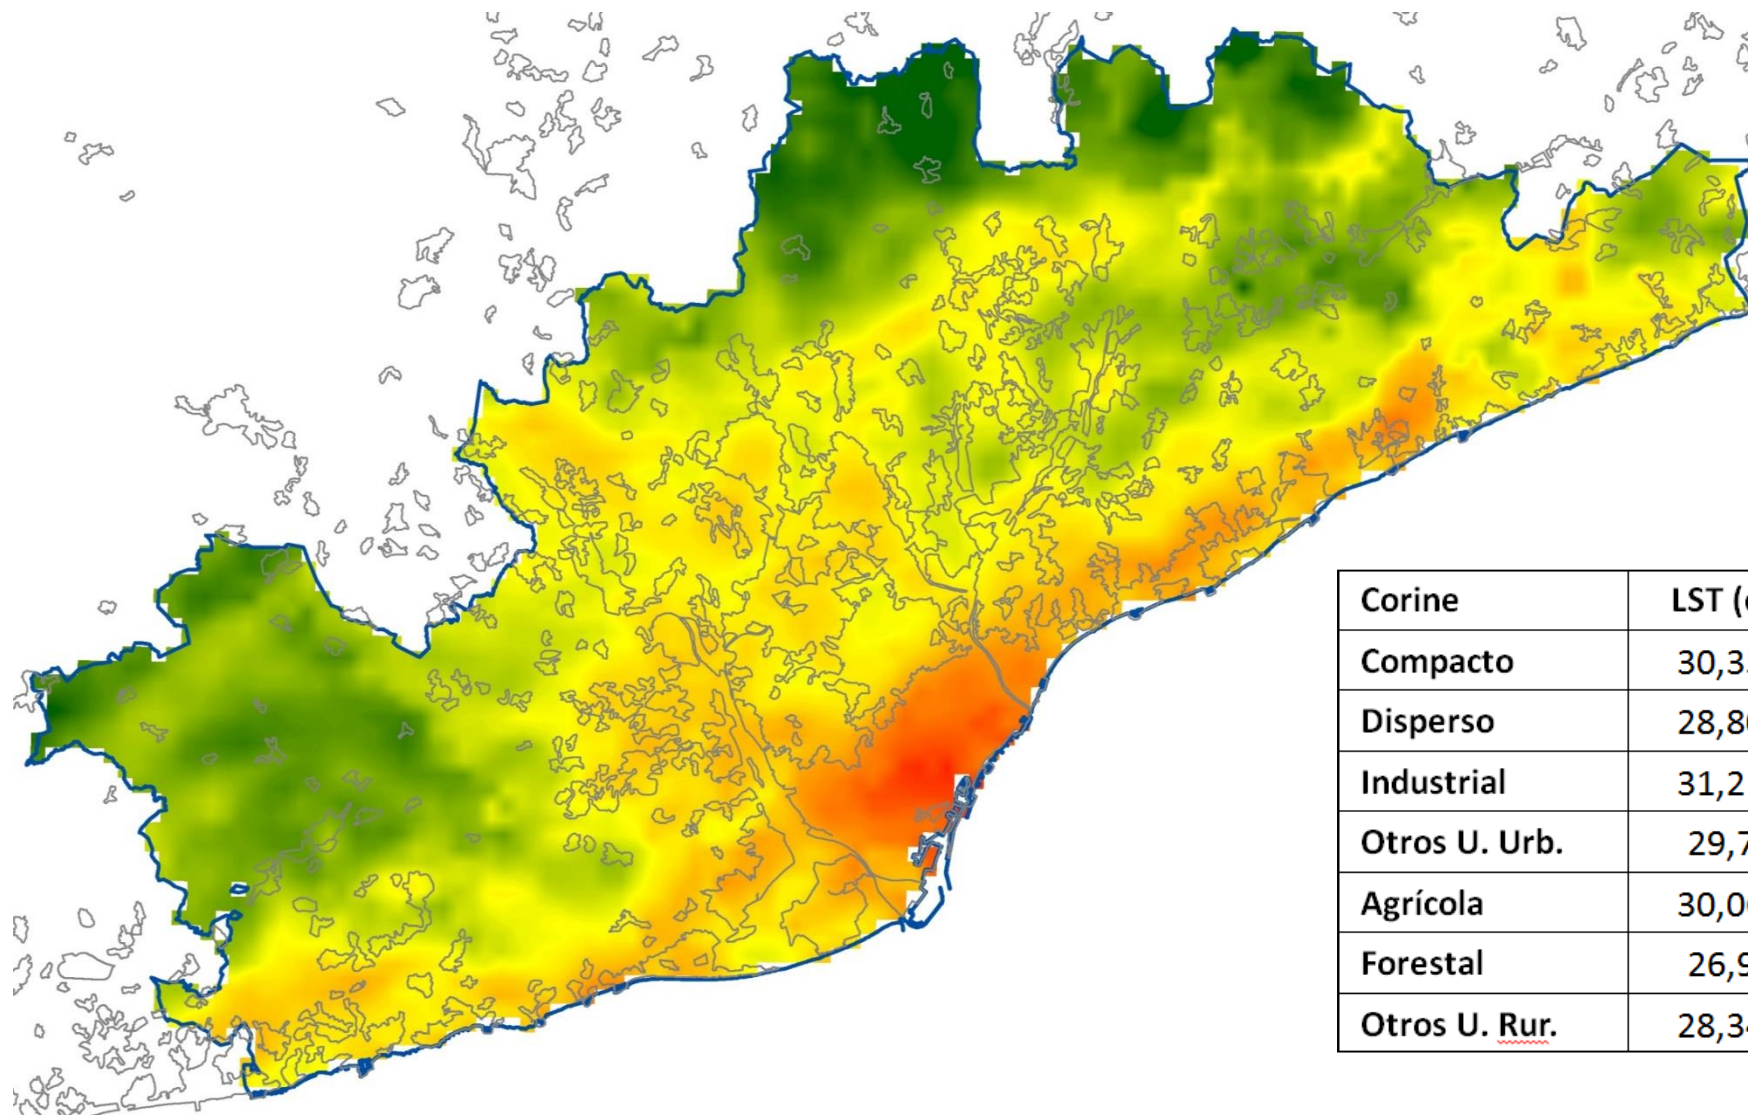 Corine LST (
Compacto 30,3
Disperso 28,8
Industrial 31,2
Otros U. Urb. 29,7
Agrícola 30,0
Forestal 26,9
Otros U. Rur. 28,3